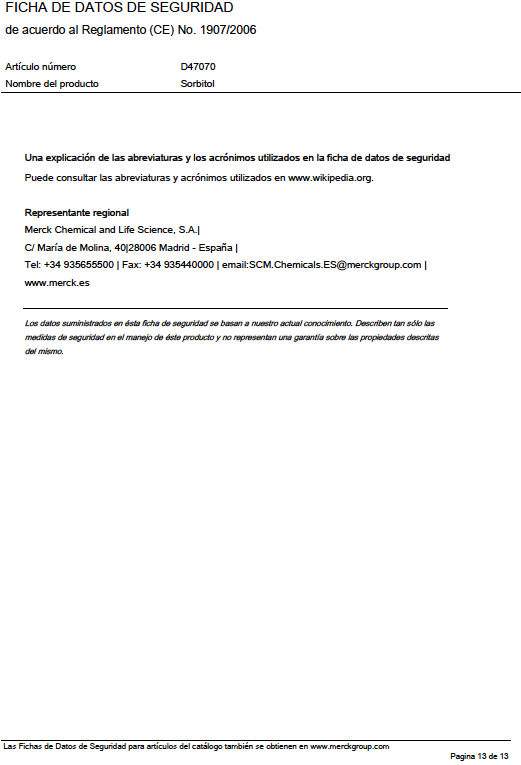 FICHA DE DATOS DE SEGURIDAD
de acuerdo al Reglamento (CE) No. 1907/2006
Artículo número D47070
Nombre del producto Sorbitol
Una explicación de las abreviaturas y los acrónimos utilizados en la ficha de datos de seguridad
Puede consultar las abreviaturas y acrónimos utilizados en www.wikipedia.org.
Representante regional
Merck Chemical and Life Science, S.A.|
C/ María de Molina, 40|28006 Madrid - España |
Tel: +34 935655500 | Fax: +34 935440000 | email:SCM.Chemicals.ES@merckgroup.com |
www.merck.es
Los datos suministrados en ésta ficha de seguridad se basan a nuestro actual conocimiento. Describen tan sólo las
medidas de seguridad en el manejo de éste producto y no representan una garantía sobre las propiedades descritas
del mismo.
Las Fichas de Datos de Seguridad para artículos del catálogo también se obtienen en www.merckgroup.com
Pagina 13 de 13